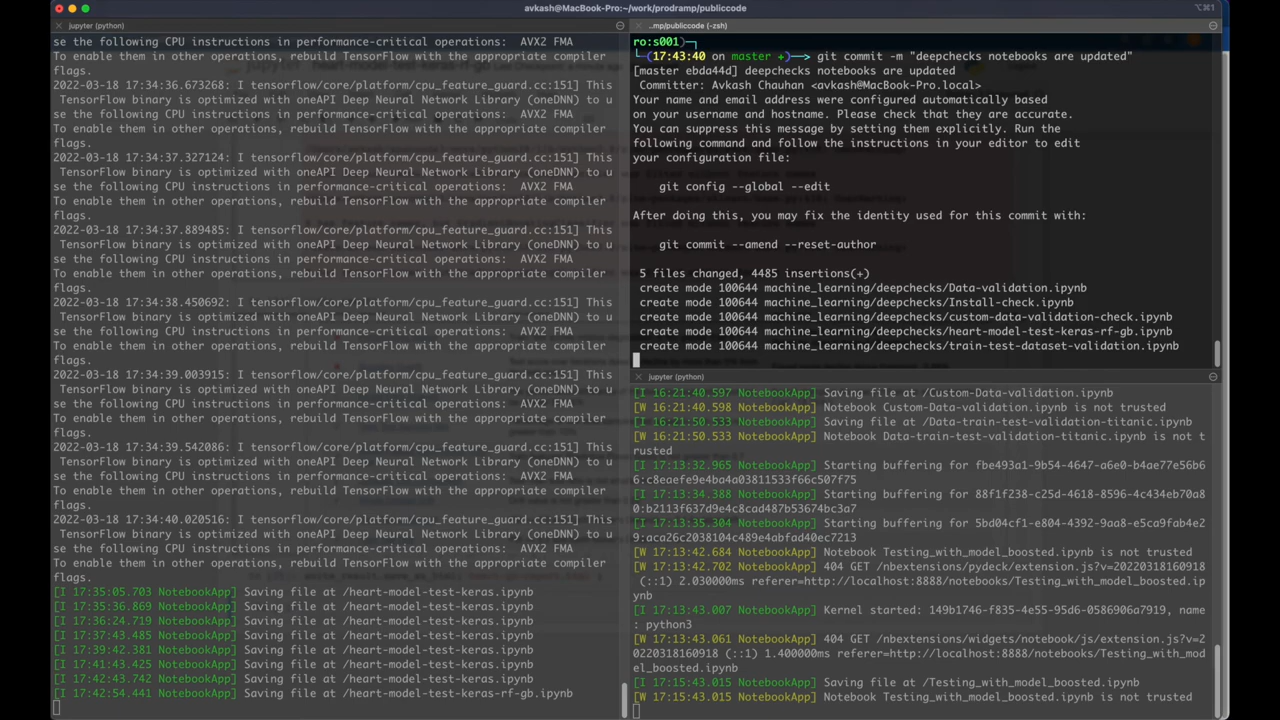 avkash@MacBook-Pro:~/work/prodramp/publiccode
⌥⌘1
jupyter (python)
se the following CPU instructions in performance-critical operations:  AVX2 FMA
To enable them in other operations, rebuild TensorFlow with the appropriate compiler
flags.
2022-03-18 17:34:36.673268: I tensorflow/core/platform/cpu_feature_guard.cc:151] This
TensorFlow binary is optimized with oneAPI Deep Neural Network Library (oneDNN) to u
se the following CPU instructions in performance-critical operations:  AVX2 FMA
To enable them in other operations, rebuild TensorFlow with the appropriate compiler
flags.
2022-03-18 17:34:37.327124: I tensorflow/core/platform/cpu_feature_guard.cc:151] This
TensorFlow binary is optimized with oneAPI Deep Neural Network Library (oneDNN) to u
se the following CPU instructions in performance-critical operations:  AVX2 FMA
To enable them in other operations, rebuild TensorFlow with the appropriate compiler
flags.
2022-03-18 17:34:37.889485: I tensorflow/core/platform/cpu_feature_guard.cc:151] This
TensorFlow binary is optimized with oneAPI Deep Neural Network Library (oneDNN) to u
se the following CPU instructions in performance-critical operations:  AVX2 FMA
To enable them in other operations, rebuild TensorFlow with the appropriate compiler
flags.
2022-03-18 17:34:38.450692: I tensorflow/core/platform/cpu_feature_guard.cc:151] This
TensorFlow binary is optimized with oneAPI Deep Neural Network Library (oneDNN) to u
se the following CPU instructions in performance-critical operations:  AVX2 FMA
To enable them in other operations, rebuild TensorFlow with the appropriate compiler
flags.
2022-03-18 17:34:39.003915: I tensorflow/core/platform/cpu_feature_guard.cc:151] This
TensorFlow binary is optimized with oneAPI Deep Neural Network Library (oneDNN) to u
se the following CPU instructions in performance-critical operations:  AVX2 FMA
To enable them in other operations, rebuild TensorFlow with the appropriate compiler
flags.
2022-03-18 17:34:39.542086: I tensorflow/core/platform/cpu_feature_guard.cc:151] This
TensorFlow binary is optimized with oneAPI Deep Neural Network Library (oneDNN) to u
se the following CPU instructions in performance-critical operations:  AVX2 FMA
To enable them in other operations, rebuild TensorFlow with the appropriate compiler
flags.
2022-03-18 17:34:40.020516: I tensorflow/core/platform/cpu_feature_guard.cc:151] This
TensorFlow binary is optimized with oneAPI Deep Neural Network Library (oneDNN) to u
se the following CPU instructions in performance-critical operations:  AVX2 FMA
To enable them in other operations, rebuild TensorFlow with the appropriate compiler
flags.
[I 17:35:05.703 NotebookApp] Saving file at /heart-model-test-keras.ipynb
[I 17:35:36.869 NotebookApp] Saving file at /heart-model-test-keras.ipynb
[I 17:36:24.719 NotebookApp] Saving file at /heart-model-test-keras.ipynb
[I 17:37:43.485 NotebookApp] Saving file at /heart-model-test-keras.ipynb
[I 17:39:42.381 NotebookApp] Saving file at /heart-model-test-keras.ipynb
[I 17:41:43.425 NotebookApp] Saving file at /heart-model-test-keras.ipynb
[I 17:42:43.742 NotebookApp] Saving file at /heart-model-test-keras.ipynb
[I 17:42:54.441 NotebookApp] Saving file at /heart-model-test-keras-rf-gb.ipynb
...mp/publiccode (-zsh)
ro:s001)─┐
└─(17:43:40 on master +)──> git commit -m "deepchecks notebooks are updated"
[master ebda44d] deepchecks notebooks are updated
Committer: Avkash Chauhan <avkash@MacBook-Pro.local>
Your name and email address were configured automatically based
on your username and hostname. Please check that they are accurate.
You can suppress this message by setting them explicitly. Run the
following command and follow the instructions in your editor to edit
your configuration file:
git config --global --edit
After doing this, you may fix the identity used for this commit with:
git commit --amend --reset-author
5 files changed, 4485 insertions(+)
create mode 100644 machine_learning/deepchecks/Data-validation.ipynb
create mode 100644 machine_learning/deepchecks/Install-check.ipynb
create mode 100644 machine_learning/deepchecks/custom-data-validation-check.ipynb
create mode 100644 machine_learning/deepchecks/heart-model-test-keras-rf-gb.ipynb
create mode 100644 machine_learning/deepchecks/train-test-dataset-validation.ipynb
jupyter (python)
[I 16:21:40.597 NotebookApp] Saving file at /Custom-Data-validation.ipynb
[W 16:21:40.598 NotebookApp] Notebook Custom-Data-validation.ipynb is not trusted
[I 16:21:50.533 NotebookApp] Saving file at /Data-train-test-validation-titanic.ipynb
[W 16:21:50.533 NotebookApp] Notebook Data-train-test-validation-titanic.ipynb is not t
rusted
[I 17:13:32.965 NotebookApp] Starting buffering for fbe493a1-9b54-4647-a6e0-b4ae77e56b6
6:c8eaefe9e4ba4a03811533f66c507f75
[I 17:13:34.388 NotebookApp] Starting buffering for 88f1f238-c25d-4618-8596-4c434eb70a8
0:b2113f637d9e4c8cad487b53674bc3a7
[I 17:13:35.304 NotebookApp] Starting buffering for 5bd04cf1-e804-4392-9aa8-e5ca9fab4e2
9:aca26c2038104c489e4abfad40ec7213
[W 17:13:42.684 NotebookApp] Notebook Testing_with_model_boosted.ipynb is not trusted
[W 17:13:42.702 NotebookApp] 404 GET /nbextensions/pydeck/extension.js?v=20220318160918
(::1) 2.030000ms referer=http://localhost:8888/notebooks/Testing_with_model_boosted.ip
ynb
[I 17:13:43.007 NotebookApp] Kernel started: 149b1746-f835-4e55-95d6-0586906a7919, name
: python3
[W 17:13:43.061 NotebookApp] 404 GET /nbextensions/widgets/notebook/js/extension.js?v=2
0220318160918 (::1) 1.400000ms referer=http://localhost:8888/notebooks/Testing_with_mod
el_boosted.ipynb
[I 17:15:43.015 NotebookApp] Saving file at /Testing_with_model_boosted.ipynb
[W 17:15:43.015 NotebookApp] Notebook Testing_with_model_boosted.ipynb is not trusted